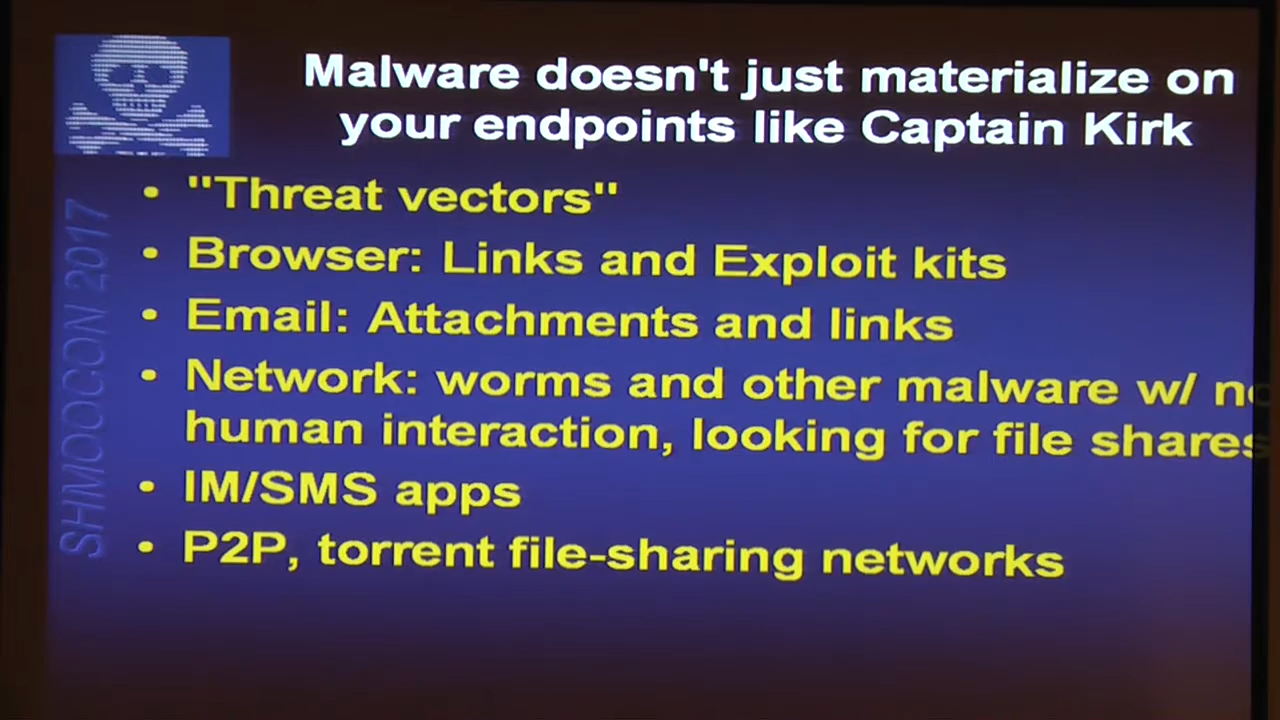 Malware doesn't just materialize on
your endpoints like Captain Kirk
• "Threat vectors"
• Browser: Links and Exploit kits
• Email: Attachments and links
• Network: worms and other malware w/ no
human interaction, looking for file shares
• IM/SMS apps
• P2P, torrent file-sharing networks
SHMOOCON 2017